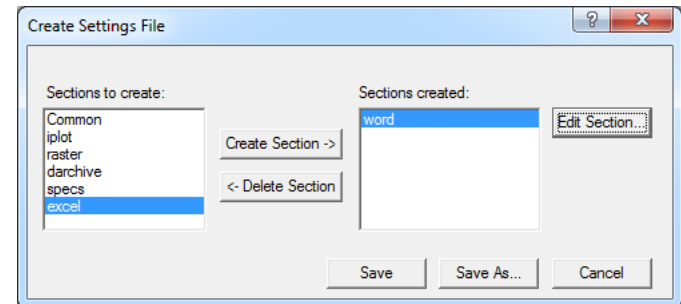 Create Settings File
Sections to create:
Common
iplot
raster
darchive
specs
excel
Create Section ->
<- Delete Section
Sections created:
word
Edit Section...
Save
Save As...
Cancel